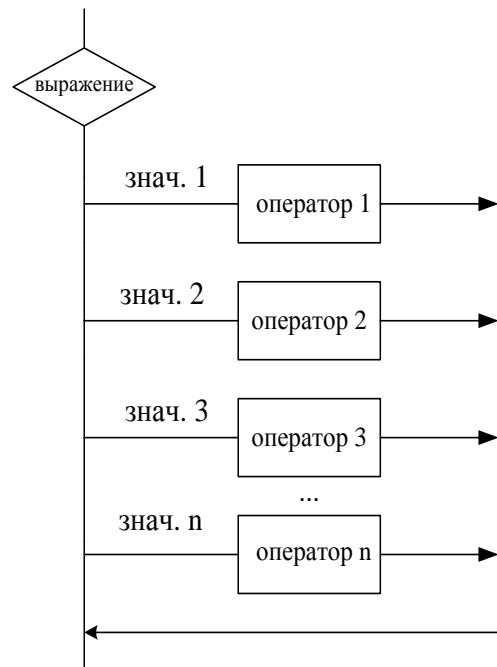 выражение
знач. 1
оператор 1
знач. 2
оператор 2
знач. 3
оператор 3
...
знач. n
оператор n